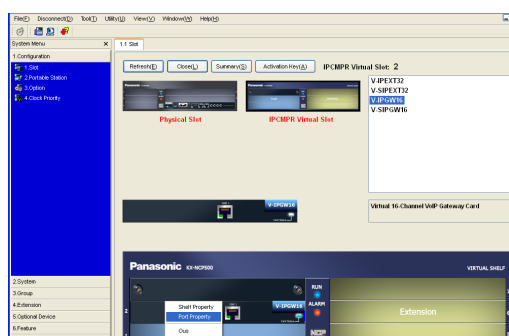 File(F) Disconnect(D) Tool(T) Utility(U) View(V) Window(W) Help(H)
System Menu ×
1.1 Slot
1.Configuration
1.Slot
2.Portable Station
3.Option
4.Clock Priority
Refresh(E) Close(L) Summary(S) Activation Key(A) IPCMPR Virtual Slot: 2
V-IPEXT32
V-SIPEXT32
V-IPGW16
V-SIPGW16
Physical Slot
IPCMPR Virtual Slot
V-IPGW16
Virtual 16-Channel VoIP Gateway Card
Panasonic KX-NCP500
VIRTUAL SHELF
RUN
ALARM
2.System
3.Group
4.Extension
5.Optional Device
6.Feature
Shelf Property
Port Property
Ous
2
V-IPGW16
Extension
NCP